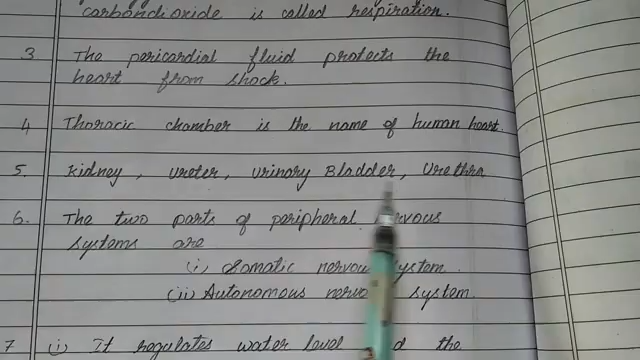 carbondioxide is called respiration.
3 The pericardial fluid protects the
heart from shock.
4 Thoracic chamber is the name of human heart.
5. Kidney, Ureter, Urinary Bladder, Urethra
6. The two parts of peripheral nervous
systems are
(i) Somatic nervous system
(ii) Autonomous nervous system.
7 (i) It regulates water level the